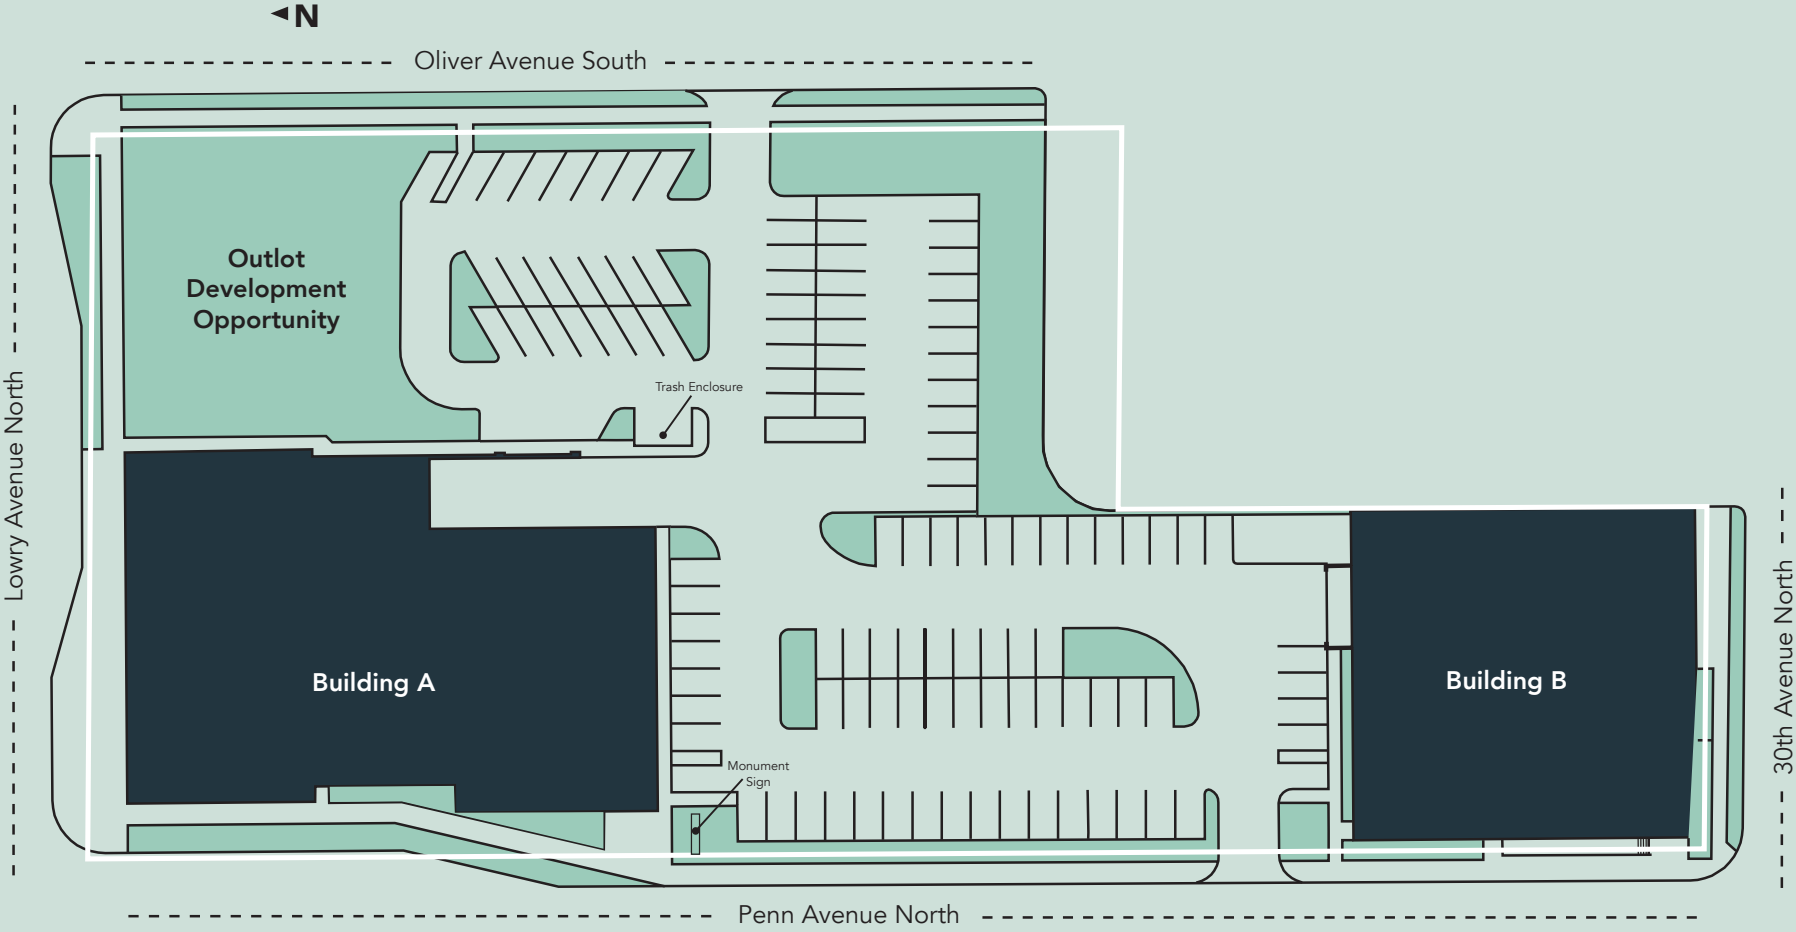 N
Oliver Avenue South
Outlot
Development
Opportunity
Trash Enclosure
Lowry Avenue North
Building A
Building B
30th Avenue North
Monument
Sign
Penn Avenue North